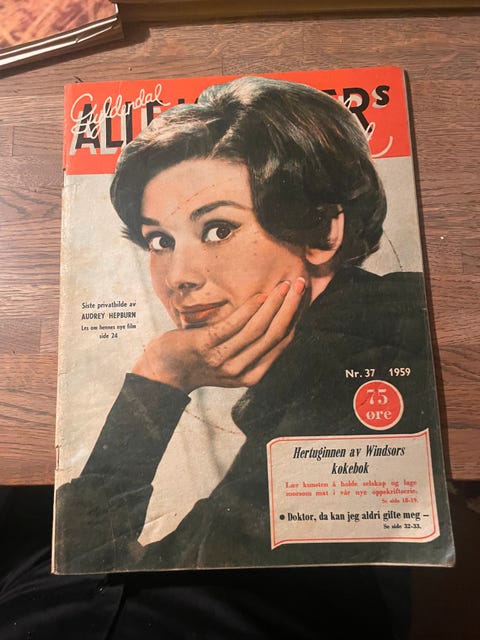 Gyldendal
ALLE
Siste privatbilde av
AUDREY HEPBURN
Les om hennes nye film
side 24
Nr. 37 1959
75
øre
Hertuginnen av Windsors
kokebok
Lær kunsten å holde selskap og lage
morsom mat i vår nye oppskriftserie.
Se side 18-19.
• Doktor, da kan jeg aldri gifte meg –
Se side 32-33.